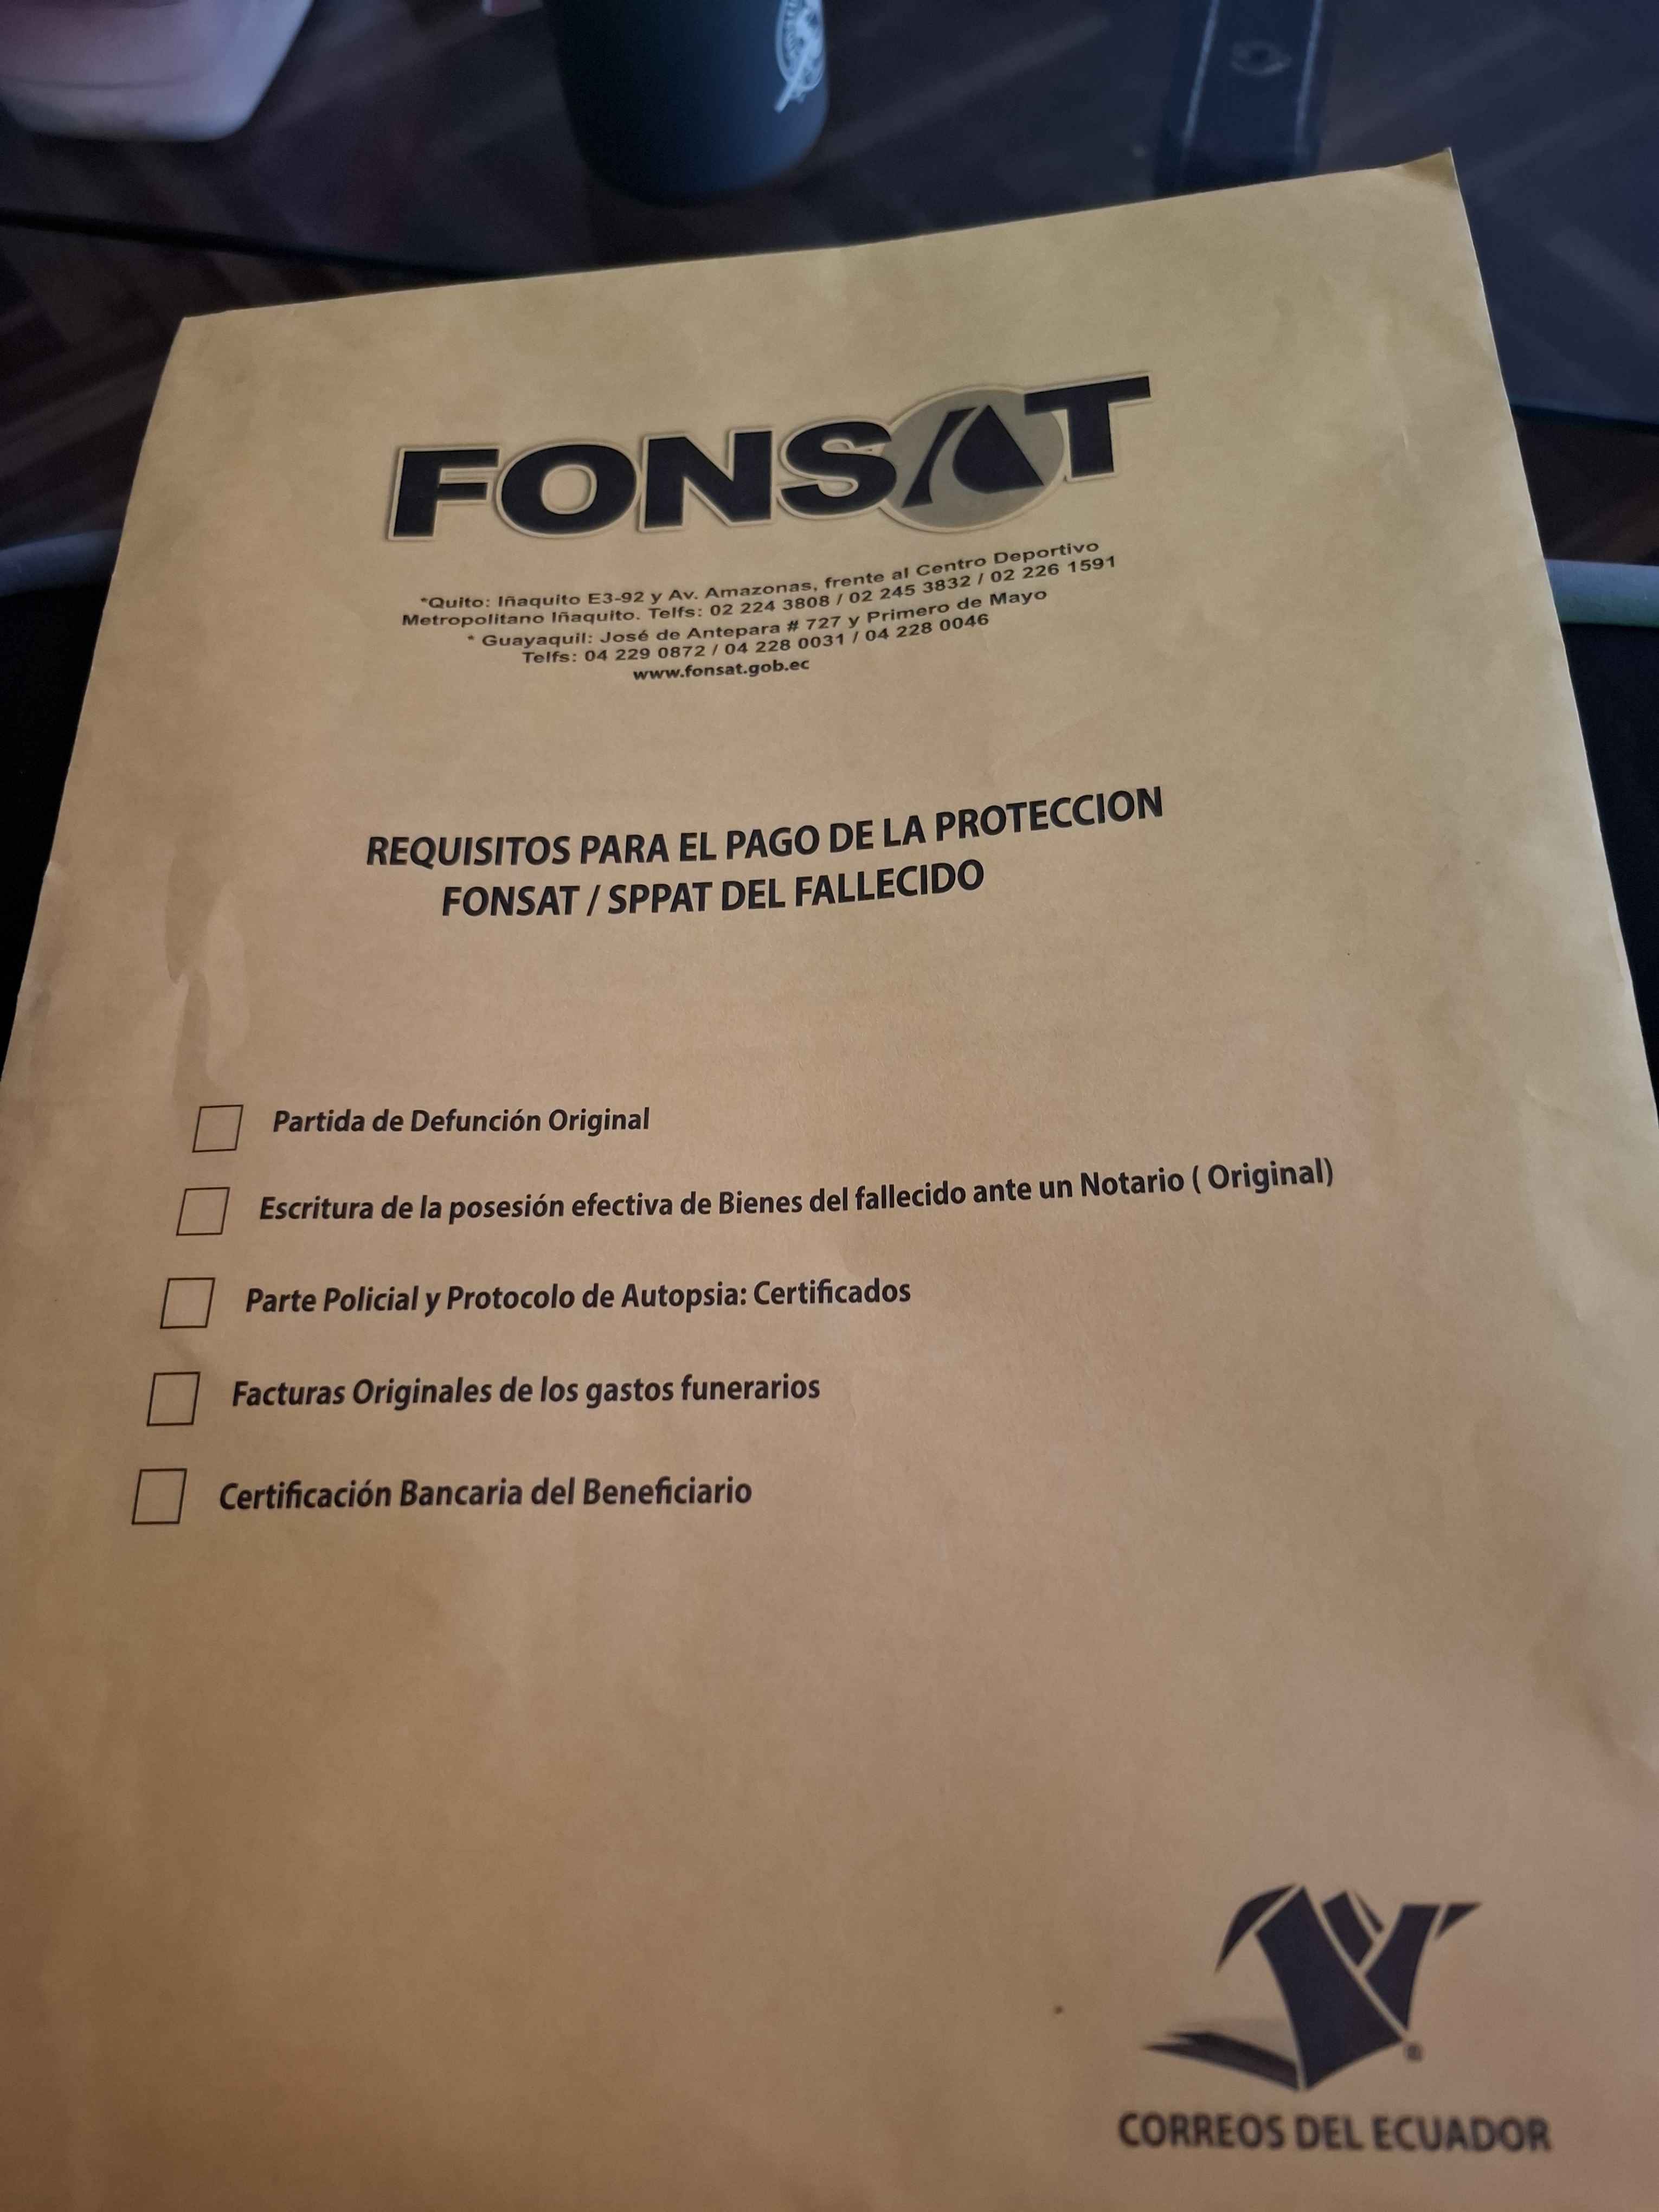 FONSAT
*Quito: Iñaquito E3-92 y Av. Amazonas, frente al Centro Deportivo
Metropolitano Iñaquito. Telfs: 02 224 3808 / 02 245 3832 / 02 226 1591
* Guayaquil: José de Antepara # 727 y Primero de Mayo
Telfs: 04 229 0872 / 04 228 0031 / 04 228 0046
www.fonsat.gob.ec
REQUISITOS PARA EL PAGO DE LA PROTECCION
FONSAT / SPPAT DEL FALLECIDO
Partida de Defunción Original
Escritura de la posesión efectiva de Bienes del fallecido ante un Notario ( Original)
Parte Policial y Protocolo de Autopsia: Certificados
Facturas Originales de los gastos funerarios
Certificación Bancaria del Beneficiario
®
CORREOS DEL ECUADOR